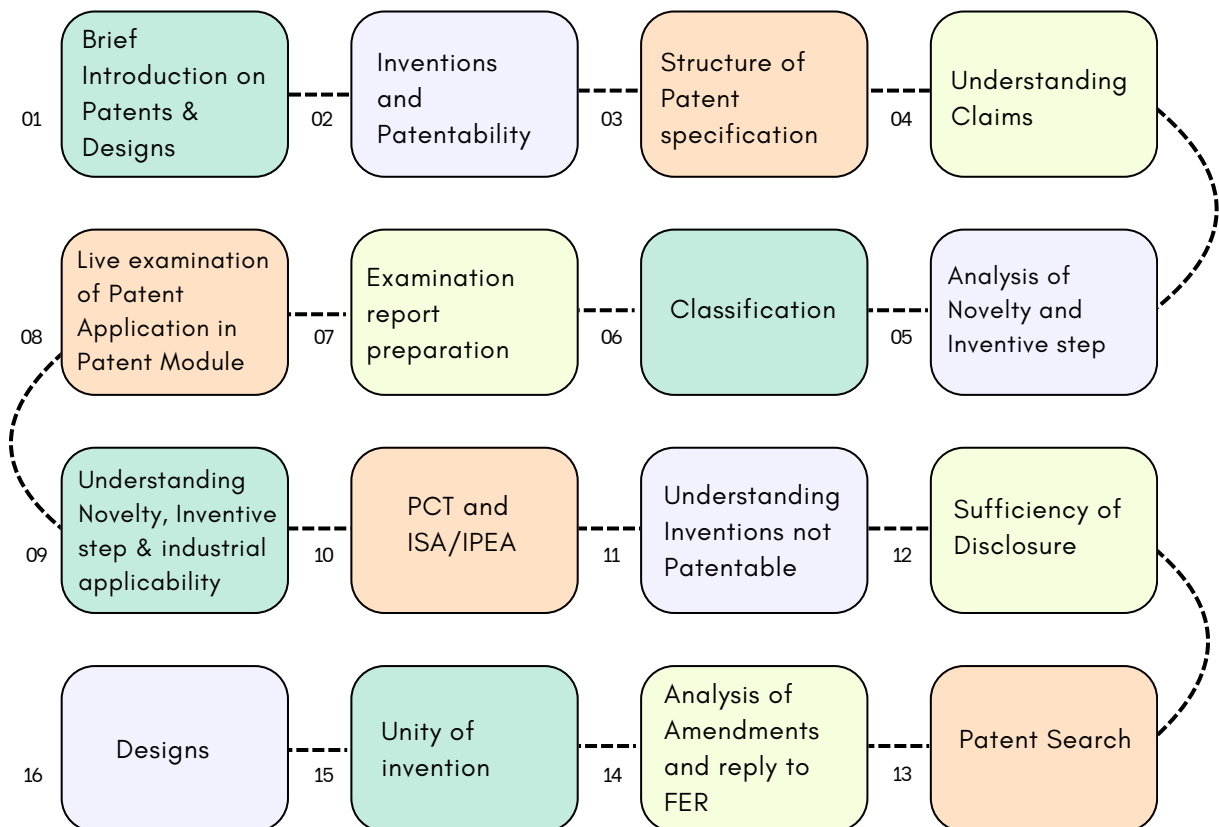 01
Brief
Introduction on
Patents &
Designs
02
Inventions
and
Patentability
03
Structure of
Patent
specification
04
Understanding
Claims
05
Analysis of
Novelty and
Inventive step
06
Classification
07
Examination
report
preparation
08
Live examination
of Patent
Application in
Patent Module
09
Understanding
Novelty, Inventive
step & industrial
applicability
10
PCT and
ISA/IPEA
11
Understanding
Inventions not
Patentable
12
Sufficiency of
Disclosure
13
Patent Search
14
Analysis of
Amendments
and reply to
FER
15
Unity of
invention
16
Designs